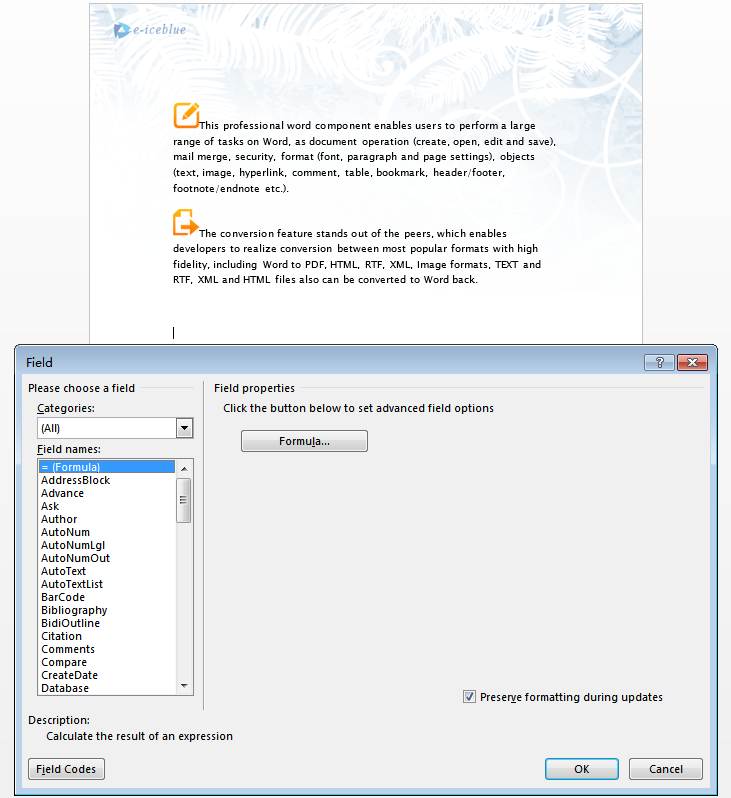 e-iceblue
This professional word component enables users to perform a large
range of tasks on Word, as document operation (create, open, edit and save),
mail merge, security, format (font, paragraph and page settings), objects
(text, image, hyperlink, comment, table, bookmark, header/footer,
footnote/endnote etc.).
The conversion feature stands out of the peers, which enables
developers to realize conversion between most popular formats with high
fidelity, including Word to PDF, HTML, RTF, XML, Image formats, TEXT and
RTF, XML and HTML files also can be converted to Word back.
Field
?
Please choose a field
Categories:
(All)
Field names:
= (Formula)
AddressBlock
Advance
Ask
Author
AutoNum
AutoNumLgl
AutoNumOut
AutoText
AutoTextList
BarCode
Bibliography
BidiOutline
Citation
Comments
Compare
CreateDate
Database
Field properties
Click the button below to set advanced field options
Formula...
Preserve formatting during updates
Description:
Calculate the result of an expression
Field Codes
OK
Cancel